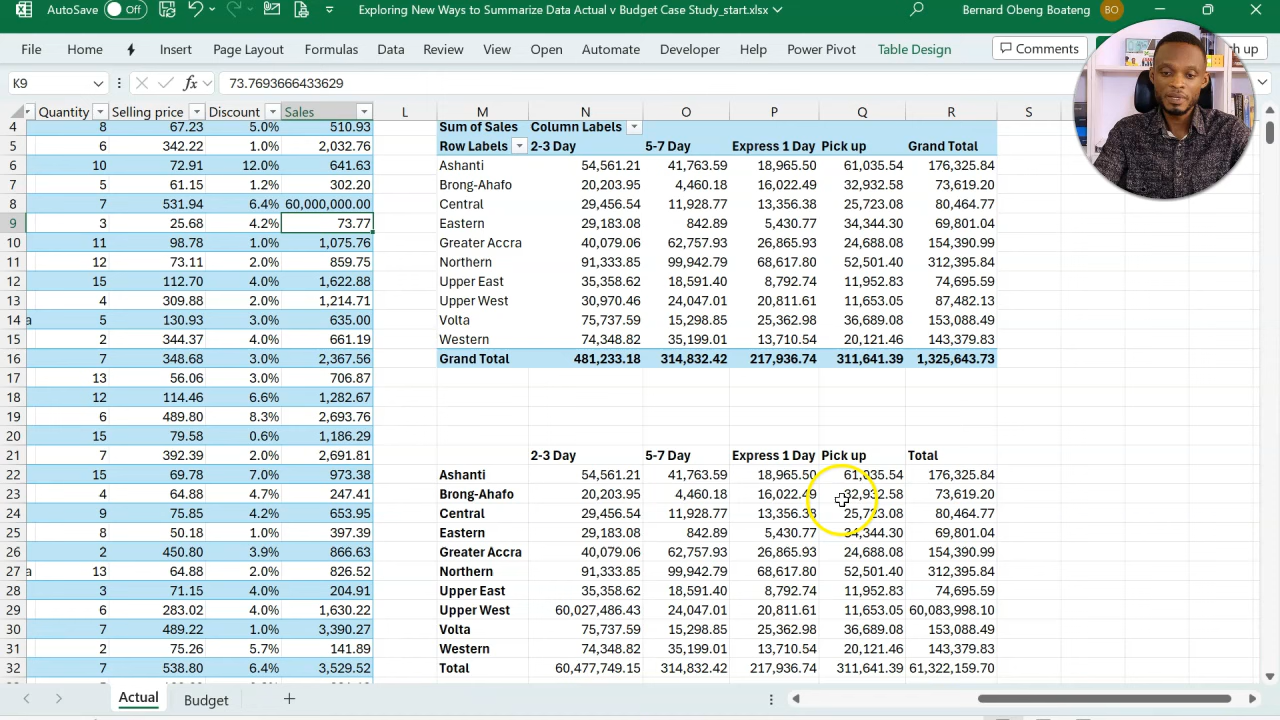 AutoSave Off Exploring New Ways to Summarize Data Actual v Budget Case Study_start.xlsx Bernard Obeng Boateng BO
File Home Insert Page Layout Formulas Data Review View Open Automate Developer Help Power Pivot Table Design Comments
K9 fx 73.7693666433629
Quantity Selling price Discount Sales L M N O P Q R S
4 8 67.23 5.0% 510.93 Sum of Sales Column Labels
5 6 342.22 1.0% 2,032.76 Row Labels 2-3 Day 5-7 Day Express 1 Day Pick up Grand Total
6 10 72.91 12.0% 641.63 Ashanti 54,561.21 41,763.59 18,965.50 61,035.54 176,325.84
7 5 61.15 1.2% 302.20 Brong-Ahafo 20,203.95 4,460.18 16,022.49 32,932.58 73,619.20
8 7 531.94 6.4% 60,000,000.00 Central 29,456.54 11,928.77 13,356.38 25,723.08 80,464.77
9 3 25.68 4.2% 73.77 Eastern 29,183.08 842.89 5,430.77 34,344.30 69,801.04
10 11 98.78 1.0% 1,075.76 Greater Accra 40,079.06 62,757.93 26,865.93 24,688.08 154,390.99
11 12 73.11 2.0% 859.75 Northern 91,333.85 99,942.79 68,617.80 52,501.40 312,395.84
12 15 112.70 4.0% 1,622.88 Upper East 35,358.62 18,591.40 8,792.74 11,952.83 74,695.59
13 4 309.88 2.0% 1,214.71 Upper West 30,970.46 24,047.01 20,811.61 11,653.05 87,482.13
14 a 5 130.93 3.0% 635.00 Volta 75,737.59 15,298.85 25,362.98 36,689.08 153,088.49
15 2 344.37 4.0% 661.19 Western 74,348.82 35,199.01 13,710.54 20,121.46 143,379.83
16 7 348.68 3.0% 2,367.56 Grand Total 481,233.18 314,832.42 217,936.74 311,641.39 1,325,643.73
17 13 56.06 3.0% 706.87
18 12 114.46 6.6% 1,282.67
19 6 489.80 8.3% 2,693.76
20 15 79.58 0.6% 1,186.29
21 7 392.39 2.0% 2,691.81 2-3 Day 5-7 Day Express 1 Day Pick up Total
22 15 69.78 7.0% 973.38 Ashanti 54,561.21 41,763.59 18,965.50 61,035.54 176,325.84
23 4 64.88 4.7% 247.41 Brong-Ahafo 20,203.95 4,460.18 16,022.49 32,932.58 73,619.20
24 9 75.85 4.2% 653.95 Central 29,456.54 11,928.77 13,356.38 25,723.08 80,464.77
25 8 50.18 1.0% 397.39 Eastern 29,183.08 842.89 5,430.77 34,344.30 69,801.04
26 2 450.80 3.9% 866.63 Greater Accra 40,079.06 62,757.93 26,865.93 24,688.08 154,390.99
27 a 13 64.88 2.0% 826.52 Northern 91,333.85 99,942.79 68,617.80 52,501.40 312,395.84
28 3 71.15 4.0% 204.91 Upper East 35,358.62 18,591.40 8,792.74 11,952.83 74,695.59
29 6 283.02 4.0% 1,630.22 Upper West 60,027,486.43 24,047.01 20,811.61 11,653.05 60,083,998.10
30 7 489.22 1.0% 3,390.27 Volta 75,737.59 15,298.85 25,362.98 36,689.08 153,088.49
31 2 75.26 5.7% 141.89 Western 74,348.82 35,199.01 13,710.54 20,121.46 143,379.83
32 7 538.80 6.4% 3,529.52 Total 60,477,749.15 314,832.42 217,936.74 311,641.39 61,322,159.70
Actual Budget